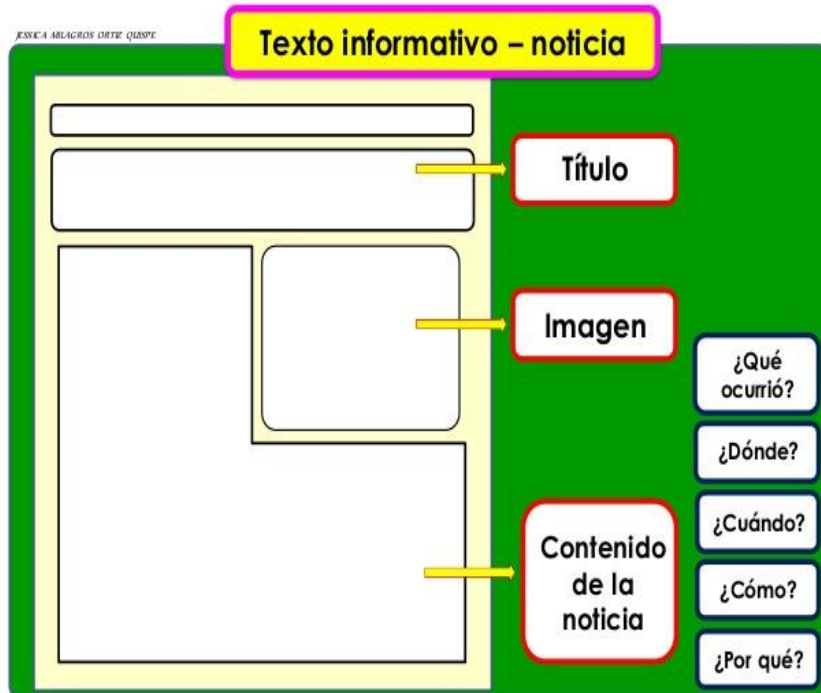 JESSICA MILAGROS ORTIZ QUISPE
Texto informativo – noticia
Título
Imagen
Contenido
de la
noticia
¿Qué
ocurrió?
¿Dónde?
¿Cuándo?
¿Cómo?
¿Por qué?